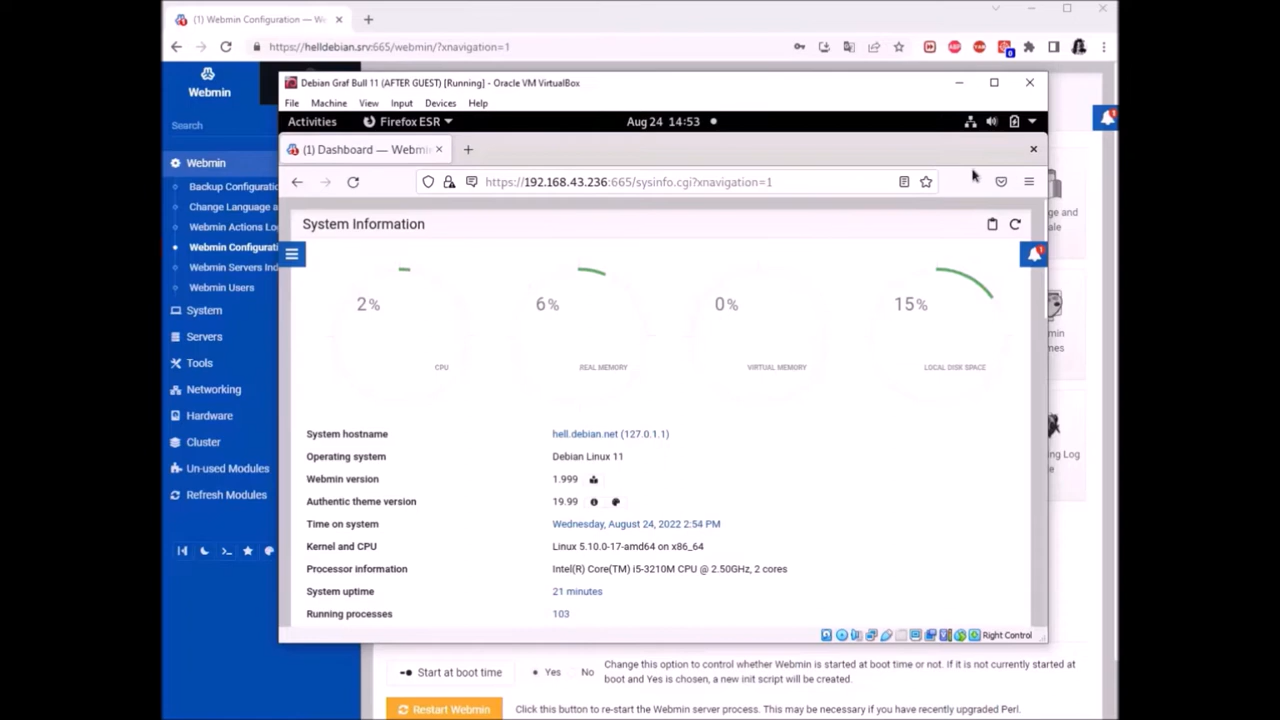 (1) Webmin Configuration — We
https://helldebian.srv:665/webmin/?xnavigation=1
Webmin
Search
Webmin
Backup Configuratio
Change Language a
Webmin Actions Lo
Webmin Configurati
Webmin Servers Ind
Webmin Users
System
Servers
Tools
Networking
Hardware
Cluster
Un-used Modules
Refresh Modules
Debian Graf Bull 11 (AFTER GUEST) [Running] - Oracle VM VirtualBox
File Machine View Input Devices Help
Activities Firefox ESR Aug 24 14:53
(1) Dashboard — Webmin
https://192.168.43.236:665/sysinfo.cgi?xnavigation=1
System Information
1
2% 6% 0% 15%
CPU REAL MEMORY VIRTUAL MEMORY LOCAL DISK SPACE
System hostname hell.debian.net (127.0.1.1)
Operating system Debian Linux 11
Webmin version 1.999
Authentic theme version 19.99
Time on system Wednesday, August 24, 2022 2:54 PM
Kernel and CPU Linux 5.10.0-17-amd64 on x86_64
Processor information Intel(R) Core(TM) i5-3210M CPU @ 2.50GHz, 2 cores
System uptime 21 minutes
Running processes 103
Right Control
ge and
ale
min
mes
ng Log
e
Start at boot time Yes No Change this option to control whether Webmin is started at boot time or not. If it is not currently started at
boot and Yes is chosen, a new init script will be created.
Restart Webmin Click this button to re-start the Webmin server process. This may be necessary if you have recently upgraded Perl.